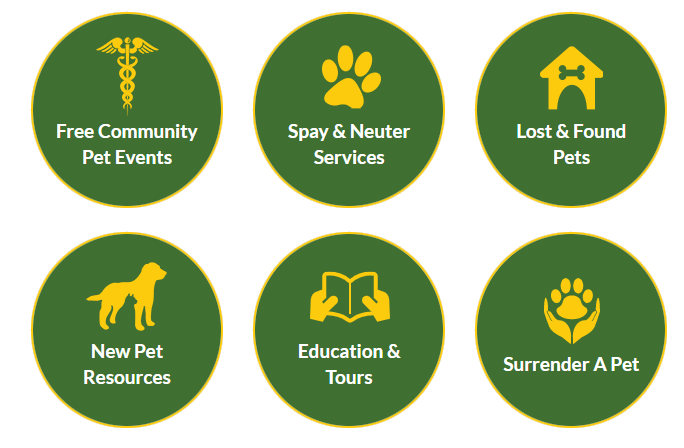 Free Community
Pet Events
Spay & Neuter
Services
Lost & Found
Pets
New Pet
Resources
Education &
Tours
Surrender A Pet